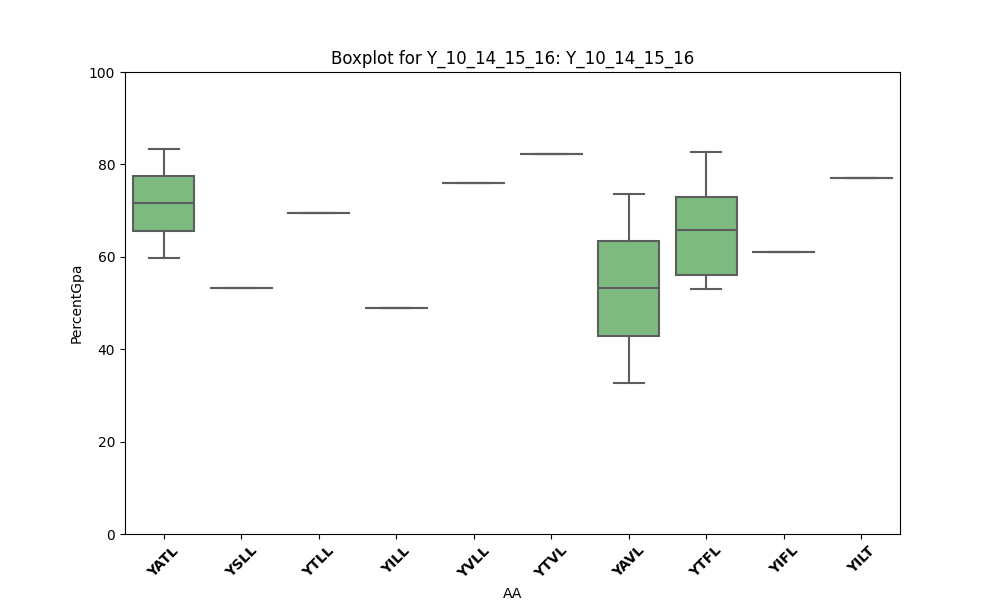 Boxplot for Y_10_14_15_16: Y_10_14_15_16
100
80
60
40
20
0
PercentGpa
YATL
YSLL
YTLL
YILL
YVLL
YTVL
YAVL
YTFL
YIFL
YILT
AA